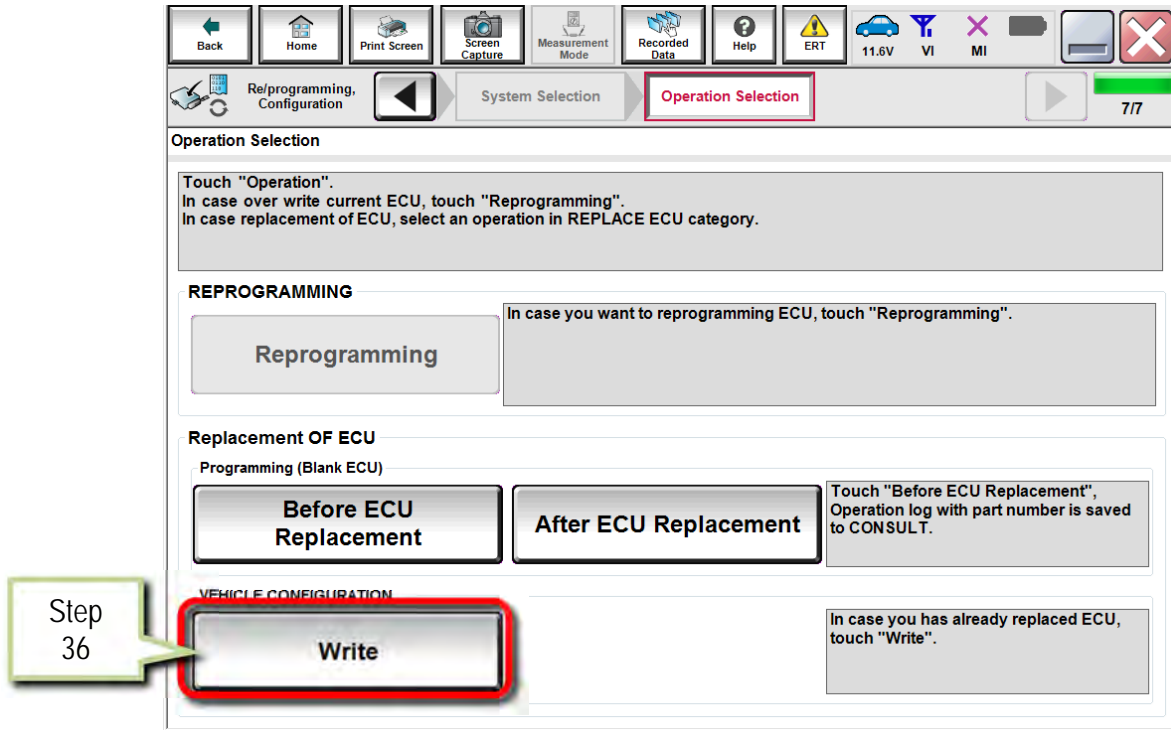 Back
Home
Print Screen
Screen
Capture
Measurement
Mode
Recorded
Data
Help
ERT
11.6V
VI
MI
Re/programming,
Configuration
System Selection
Operation Selection
7/7
Operation Selection
Touch "Operation".
In case over write current ECU, touch "Reprogramming".
In case replacement of ECU, select an operation in REPLACE ECU category.
REPROGRAMMING
Reprogramming
In case you want to reprogramming ECU, touch "Reprogramming".
Replacement OF ECU
Programming (Blank ECU)
Before ECU
Replacement
After ECU Replacement
Touch "Before ECU Replacement",
Operation log with part number is saved
to CONSULT.
VEHICLE CONFIGURATION
Step
36
Write
In case you has already replaced ECU,
touch "Write".